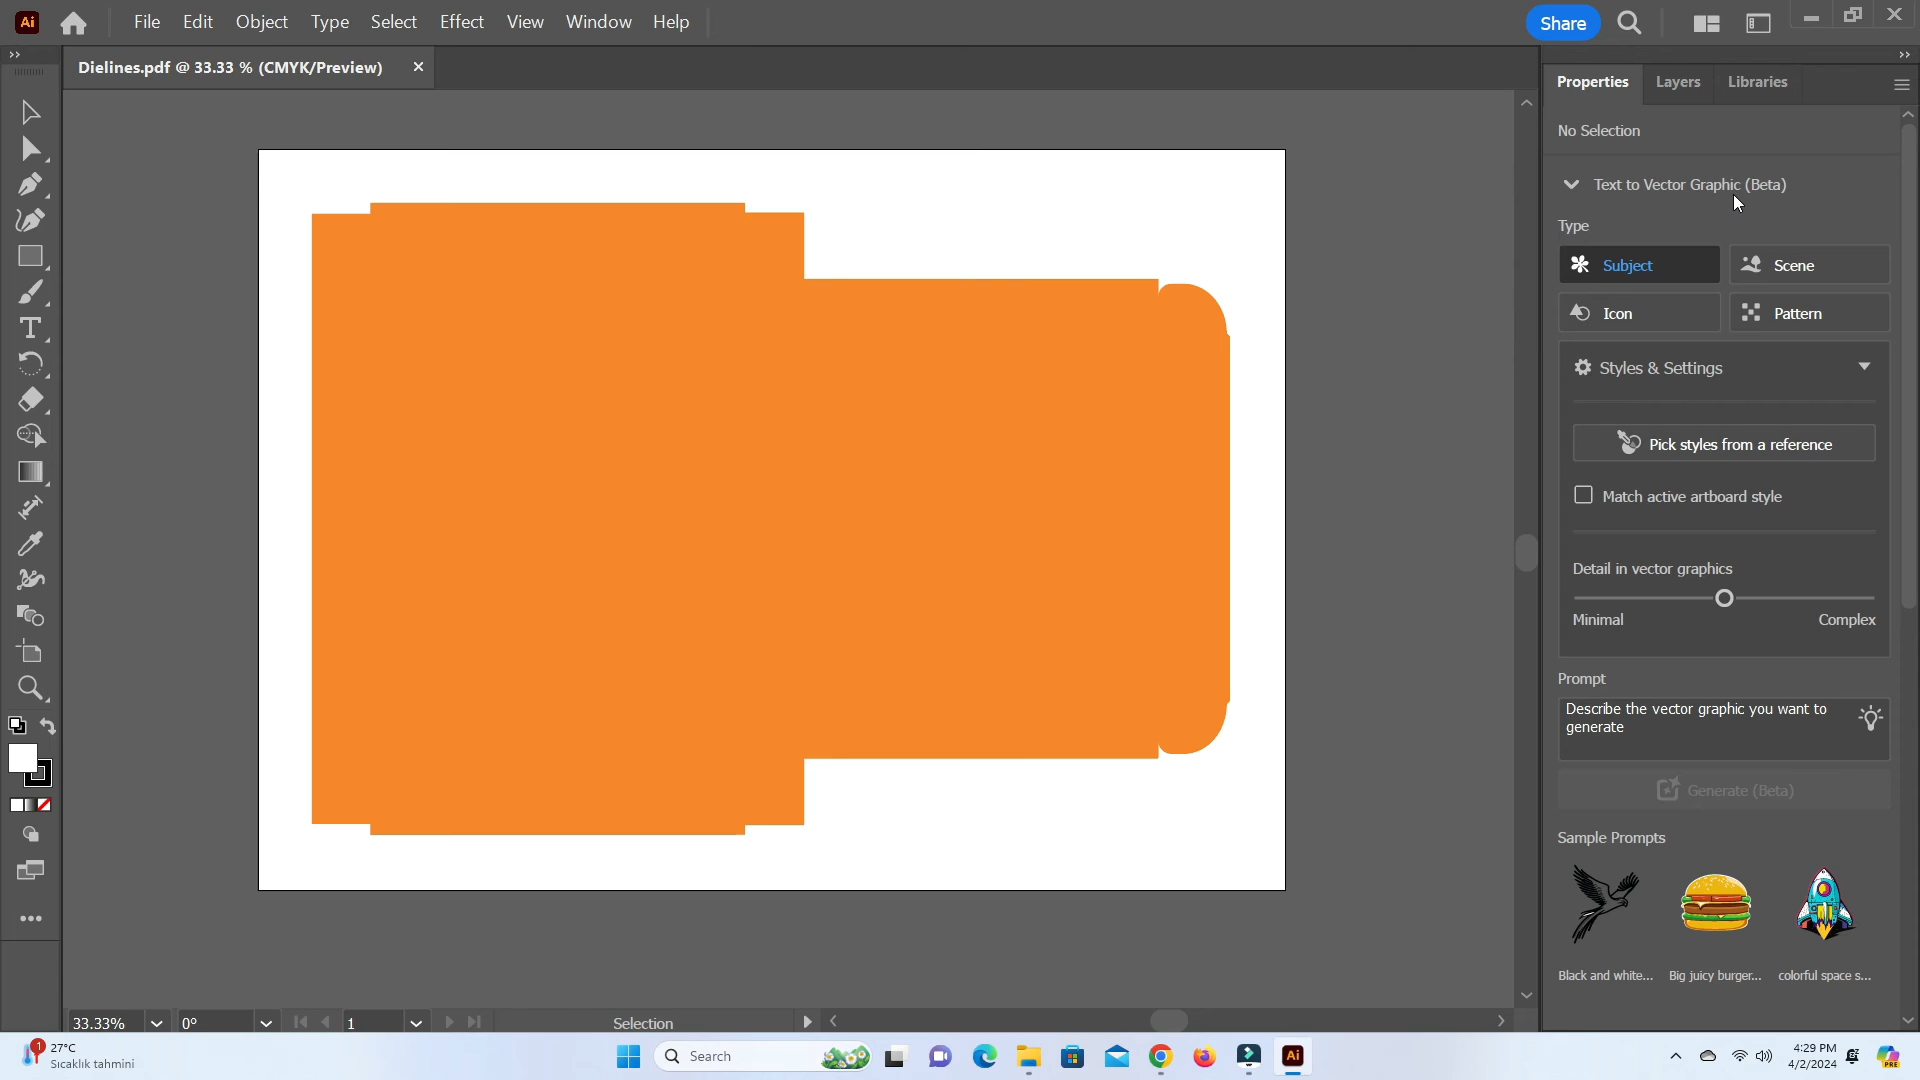 Ai
File Edit Object Type Select Effect View Window Help
Share
Dielines.pdf @ 33.33 % (CMYK/Preview)
Properties Layers Libraries
No Selection
Text to Vector Graphic (Beta)
Type
Subject Scene
Icon Pattern
Styles & Settings
Pick styles from a reference
Match active artboard style
Detail in vector graphics
Minimal Complex
Prompt
Describe the vector graphic you want to
generate
Generate (Beta)
Sample Prompts
Black and white... Big juicy burger... colorful space s...
33.33% 0° 1 Selection
1
27°C
Sıcaklık tahmini
Search
Ai
4:29 PM
4/2/2024
PRE